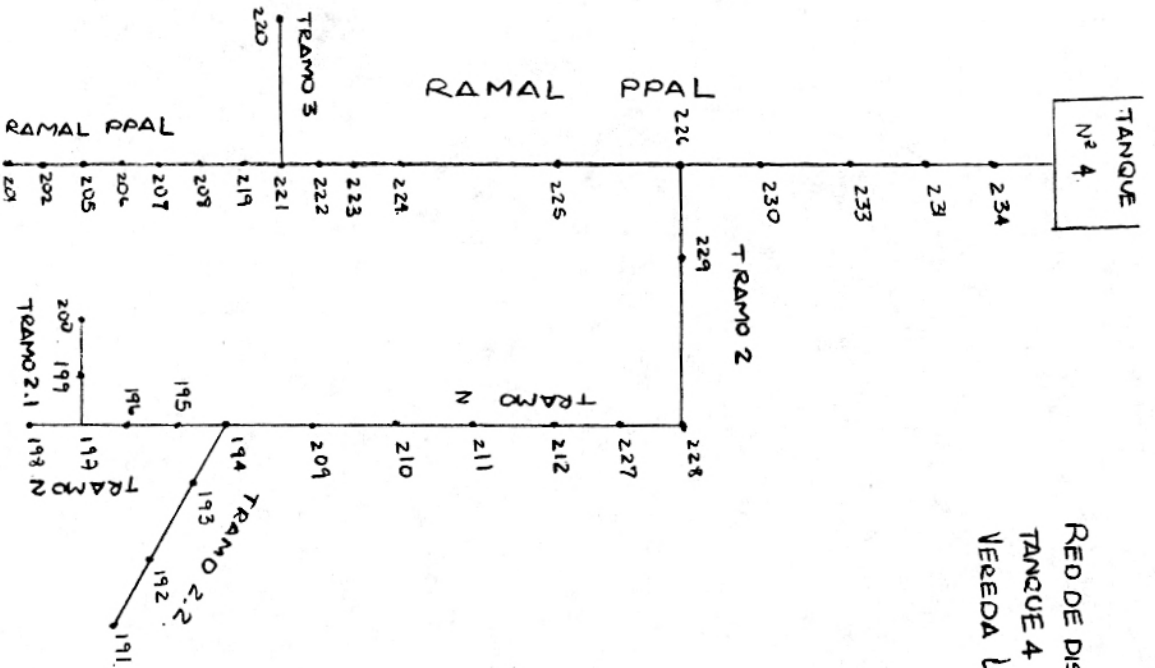 TANQUE
Nº 4.
RAMAL PPAL
RAMAL PPAL
TRAMO 3
220
201
202
205
206
207
208
219
221
222
223
224
225
226
230
233
231
234
229
TRAMO 2
228
227
212
211
210
209
194
195
196
197
198
TRAMO 2
TRAMO 2
199
200
TRAMO 2.1
193
192
191.
TRAMO 2.2.
RED DE DIS
TANQUE 4
VEREDA